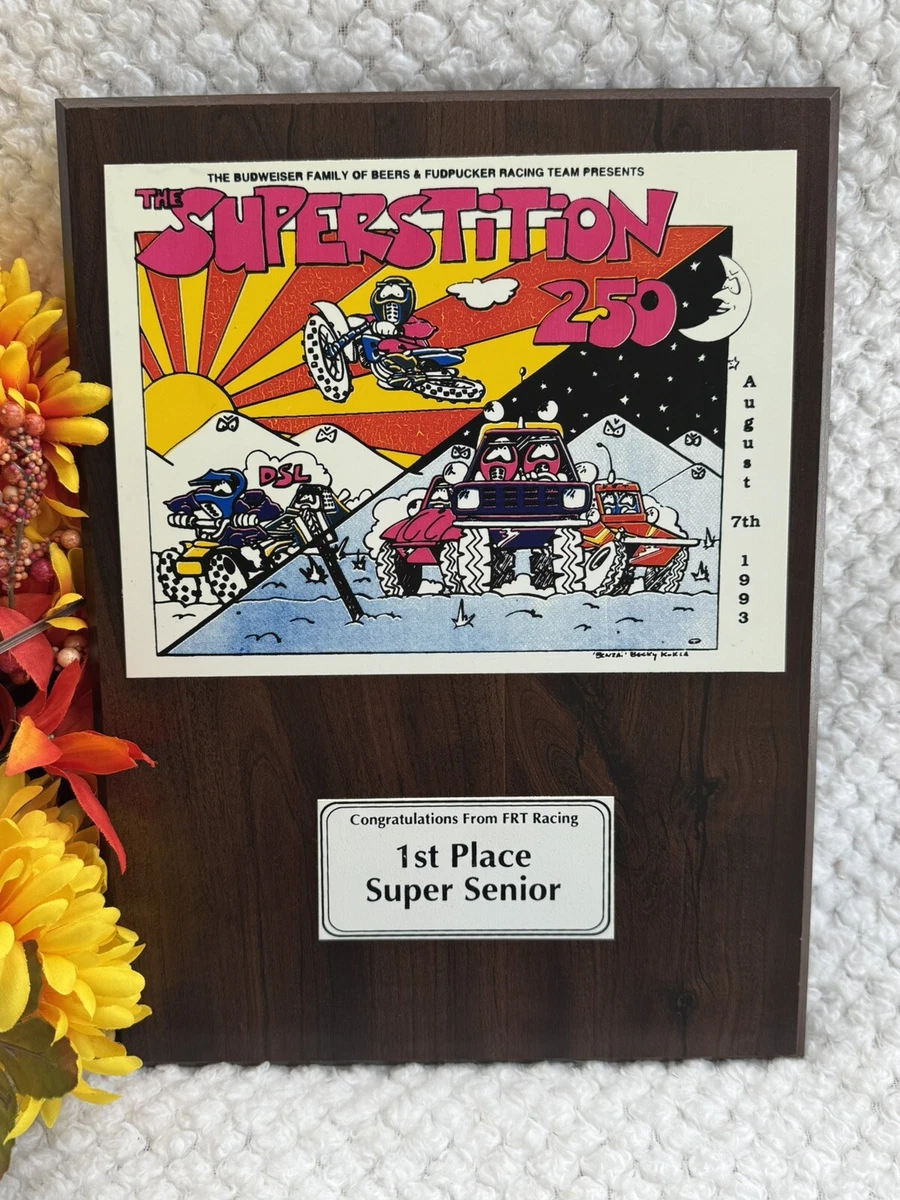 THE BUDWEISER FAMILY OF BEERS & FUDPUCKER RACING TEAM PRESENTS
THE SUPERSTITION
250
DSL
August 7th 1993
Congratulations From FRT Racing
1st Place
Super Senior